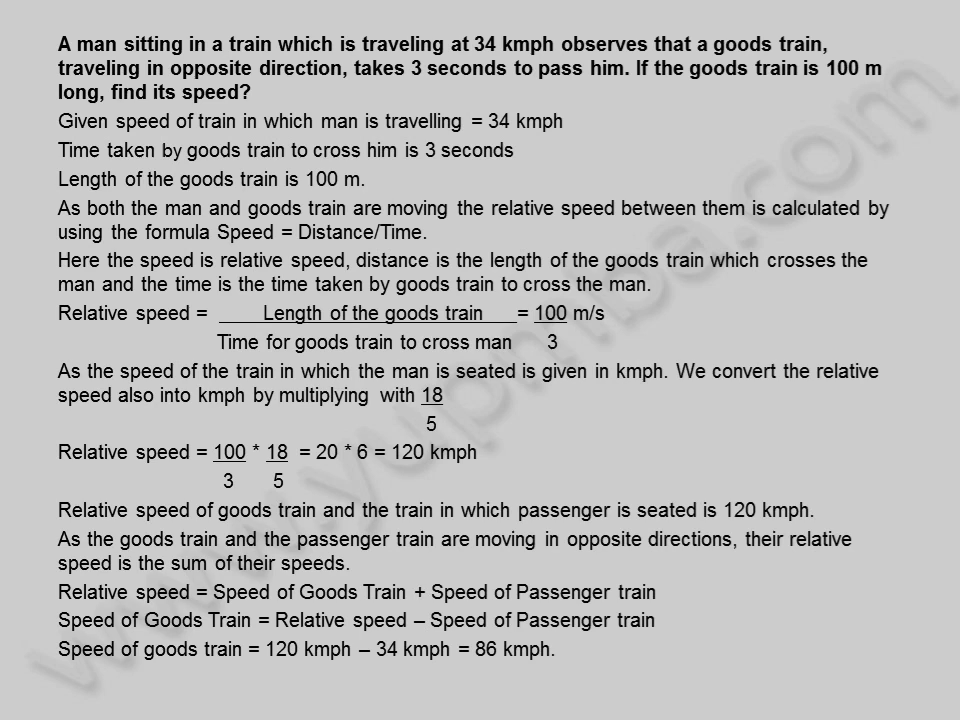 A man sitting in a train which is traveling at 34 kmph observes that a goods train,
traveling in opposite direction, takes 3 seconds to pass him. If the goods train is 100 m
long, find its speed?
Given speed of train in which man is travelling = 34 kmph
Time taken by goods train to cross him is 3 seconds
Length of the goods train is 100 m.
As both the man and goods train are moving the relative speed between them is calculated by
using the formula Speed = Distance/Time.
Here the speed is relative speed, distance is the length of the goods train which crosses the
man and the time is the time taken by goods train to cross the man.
Relative speed = Length of the goods train = 100 m/s
Time for goods train to cross man 3
As the speed of the train in which the man is seated is given in kmph. We convert the relative
speed also into kmph by multiplying with 18
5
Relative speed = 100 * 18 = 20 * 6 = 120 kmph
3 5
Relative speed of goods train and the train in which passenger is seated is 120 kmph.
As the goods train and the passenger train are moving in opposite directions, their relative
speed is the sum of their speeds.
Relative speed = Speed of Goods Train + Speed of Passenger train
Speed of Goods Train = Relative speed – Speed of Passenger train
Speed of goods train = 120 kmph – 34 kmph = 86 kmph.
www.yupmba.com